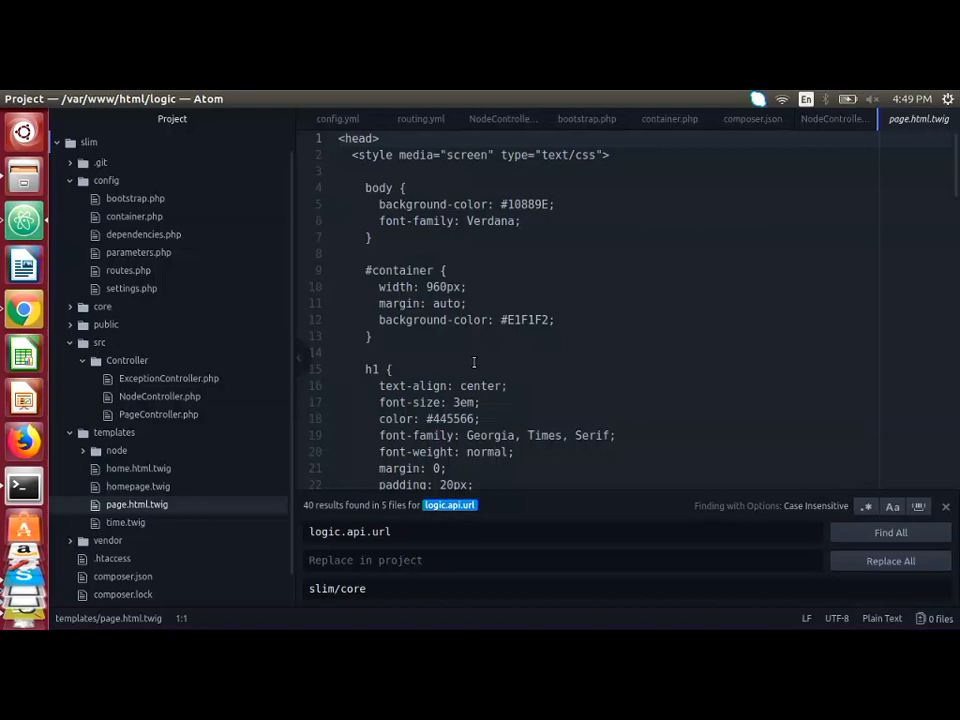 Project — /var/www/html/logic — Atom
En
4:49 PM
Project
config.yml
routing.yml
NodeControlle...
bootstrap.php
container.php
composer.json
NodeControlle...
page.html.twig
slim
.git
config
bootstrap.php
container.php
dependencies.php
parameters.php
routes.php
settings.php
core
public
src
Controller
ExceptionController.php
NodeController.php
PageController.php
templates
node
home.html.twig
homepage.twig
page.html.twig
time.twig
vendor
.htaccess
composer.json
composer.lock
1 <head>
2 <style media="screen" type="text/css">
3
4 body {
5 background-color: #10889E;
6 font-family: Verdana;
7 }
8
9 #container {
10 width: 960px;
11 margin: auto;
12 background-color: #E1F1F2;
13 }
14
15 h1 {
16 text-align: center;
17 font-size: 3em;
18 color: #445566;
19 font-family: Georgia, Times, Serif;
20 font-weight: normal;
21 margin: 0;
22 padding: 20px;
40 results found in 5 files for logic.api.url
Finding with Options: Case Insensitive
.* Aa
logic.api.url
Find All
Replace in project
Replace All
slim/core
templates/page.html.twig 1:1
LF UTF-8 Plain Text 0 files